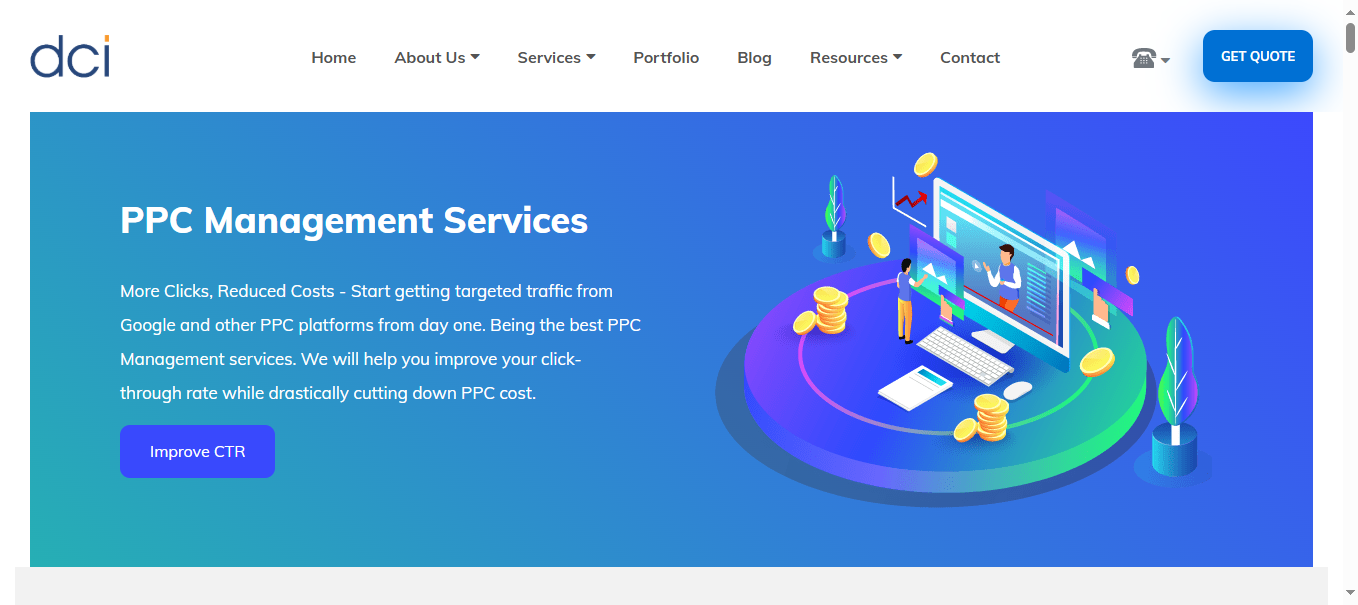 dci
Home About Us Services Portfolio Blog Resources Contact
GET QUOTE
PPC Management Services
More Clicks, Reduced Costs - Start getting targeted traffic from
Google and other PPC platforms from day one. Being the best PPC
Management services. We will help you improve your click-
through rate while drastically cutting down PPC cost.
Improve CTR